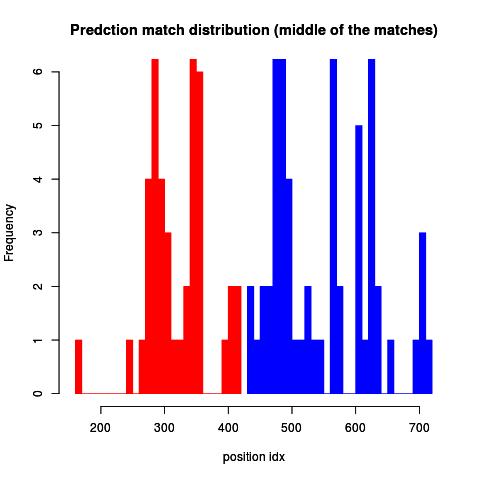 Predction match distribution (middle of the matches)
Frequency
6
5
4
3
2
1
0
200 300 400 500 600 700
position idx